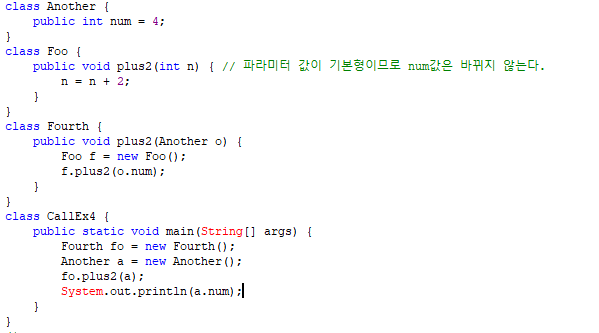 class Another {
    public int num = 4;
}
class Foo {
    public void plus2(int n) { // 파라미터 값이 기본형이므로 num값은 바뀌지 않는다.
        n = n + 2;
    }
}
class Fourth {
    public void plus2(Another o) {
        Foo f = new Foo();
        f.plus2(o.num);
    }
}
class CallEx4 {
    public static void main(String[] args) {
        Fourth fo = new Fourth();
        Another a = new Another();
        fo.plus2(a);
        System.out.println(a.num);
    }
}